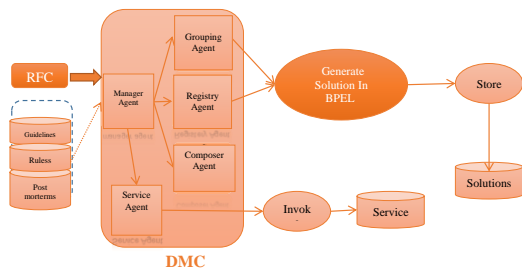 RFC
Guidelines
Ruless
Post
morterms
Manager
Agent
Grouping
Agent
Registry
Agent
Composer
Agent
Service
Agent
DMC
Generate
Solution In
BPEL
Store
Solutions
Invok
Service